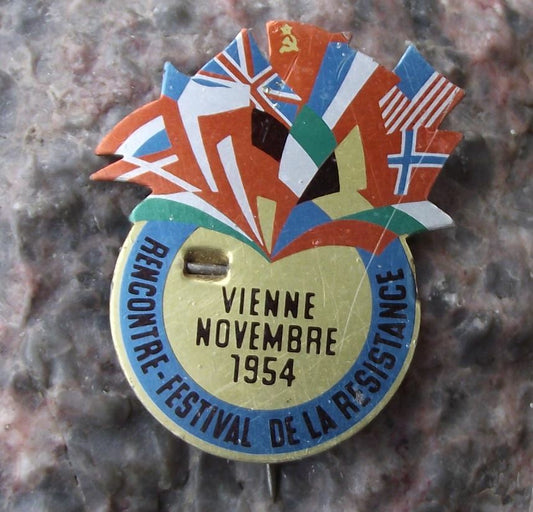 VIENNE
NOVEMBRE
1954
RENCONTRE-FESTIVAL DE LA RESISTANCE